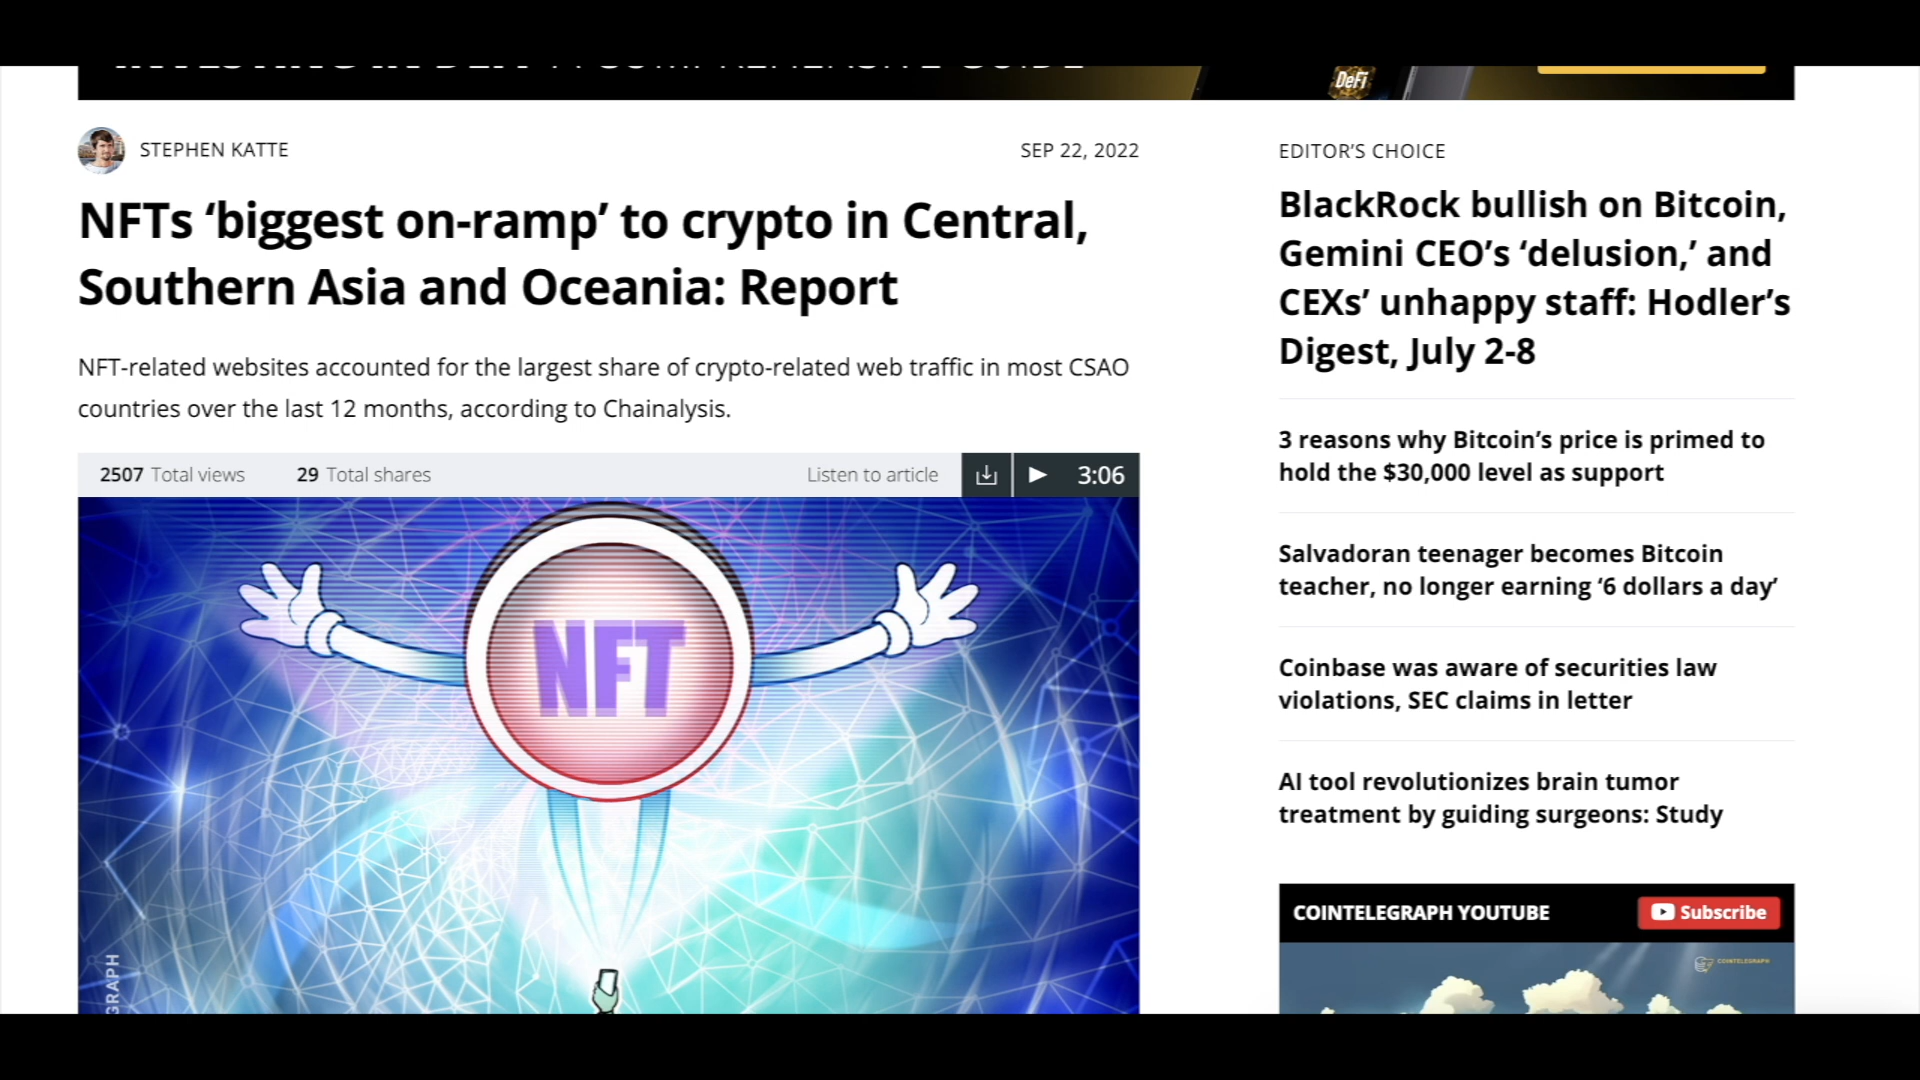 DeFi
STEPHEN KATTE
SEP 22, 2022
NFTs ‘biggest on-ramp’ to crypto in Central,
Southern Asia and Oceania: Report
NFT-related websites accounted for the largest share of crypto-related web traffic in most CSAO
countries over the last 12 months, according to Chainalysis.
2507 Total views 29 Total shares Listen to article 3:06
NFT
GRAPH
EDITOR’S CHOICE
BlackRock bullish on Bitcoin,
Gemini CEO’s ‘delusion,’ and
CEXs’ unhappy staff: Hodler’s
Digest, July 2-8
3 reasons why Bitcoin’s price is primed to
hold the $30,000 level as support
Salvadoran teenager becomes Bitcoin
teacher, no longer earning ‘6 dollars a day’
Coinbase was aware of securities law
violations, SEC claims in letter
AI tool revolutionizes brain tumor
treatment by guiding surgeons: Study
COINTELEGRAPH YOUTUBE
Subscribe
COINTELEGRAPH